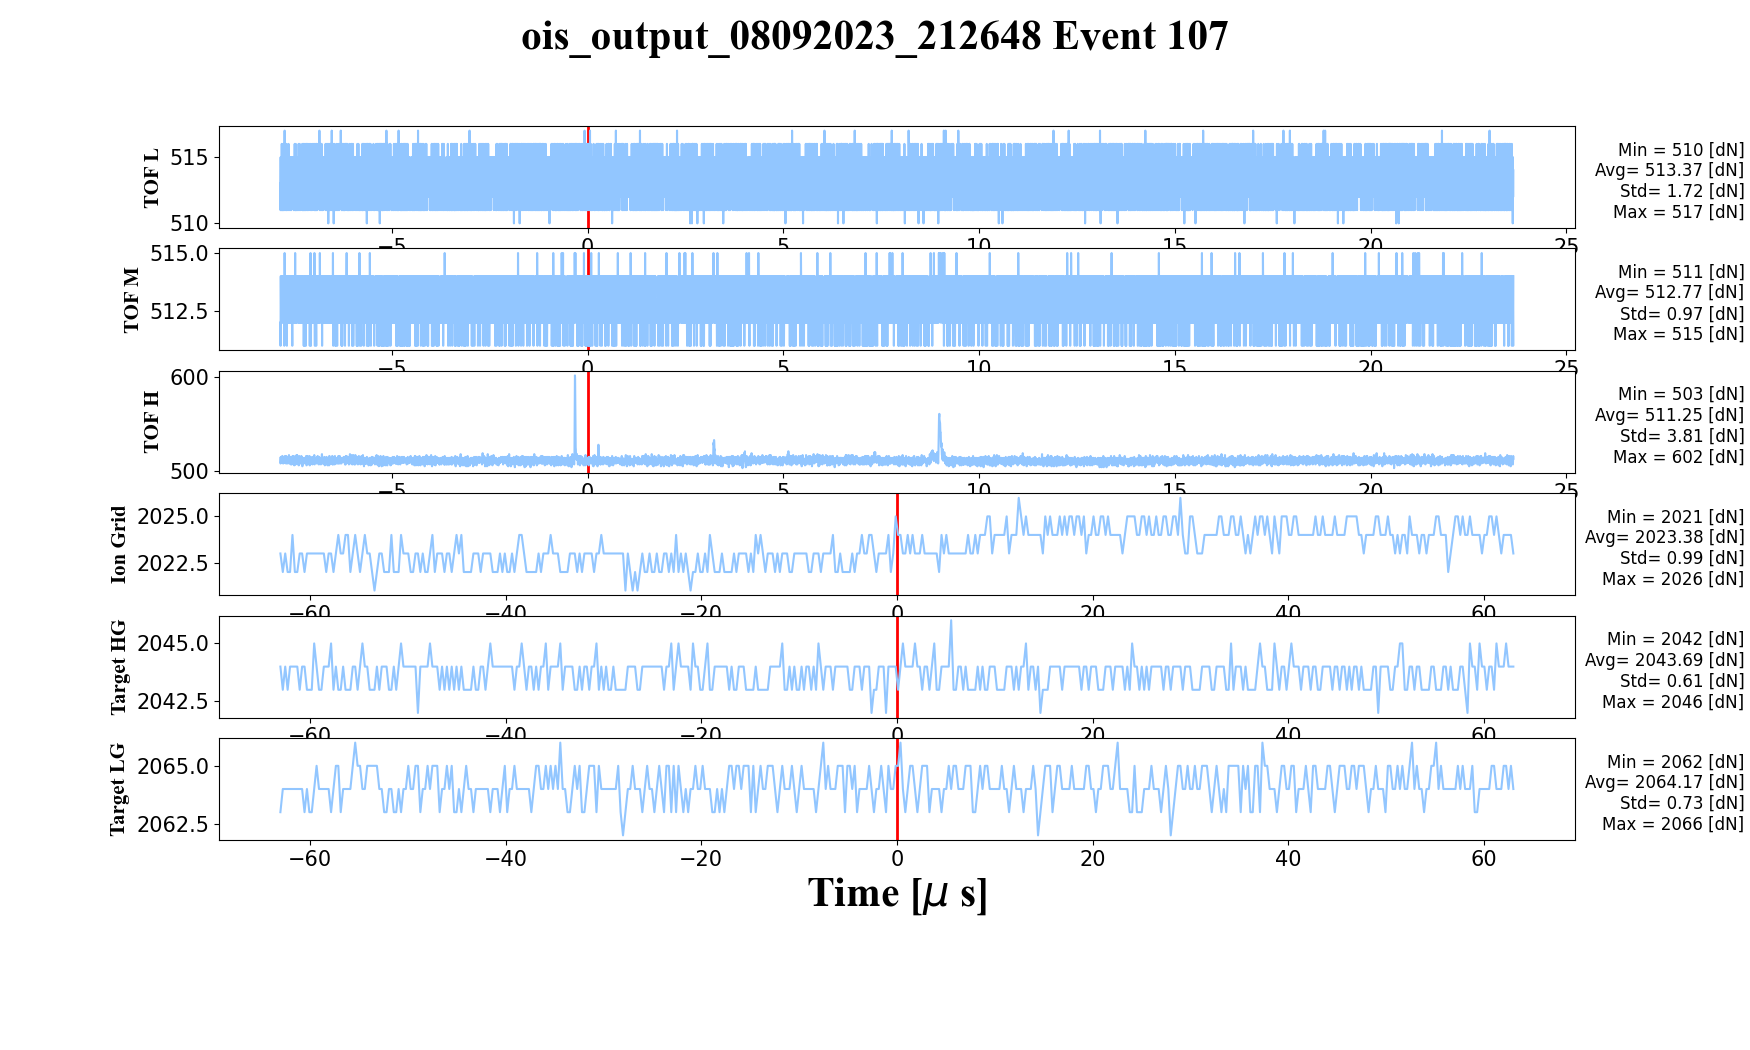 ois_output_08092023_212648 Event 107
TOF L
515
510
−5
0
5
10
15
20
25
Min = 510 [dN]
Avg= 513.37 [dN]
Std= 1.72 [dN]
Max = 517 [dN]
TOF M
515.0
512.5
−5
0
5
10
15
20
25
Min = 511 [dN]
Avg= 512.77 [dN]
Std= 0.97 [dN]
Max = 515 [dN]
TOF H
600
500
−5
0
5
10
15
20
25
Min = 503 [dN]
Avg= 511.25 [dN]
Std= 3.81 [dN]
Max = 602 [dN]
Ion Grid
2025.0
2022.5
−60
−40
−20
0
20
40
60
Min = 2021 [dN]
Avg= 2023.38 [dN]
Std= 0.99 [dN]
Max = 2026 [dN]
Target HG
2045.0
2042.5
−60
−40
−20
0
20
40
60
Min = 2042 [dN]
Avg= 2043.69 [dN]
Std= 0.61 [dN]
Max = 2046 [dN]
Target LG
2065.0
2062.5
−60
−40
−20
0
20
40
60
Min = 2062 [dN]
Avg= 2064.17 [dN]
Std= 0.73 [dN]
Max = 2066 [dN]
Time [μ s]